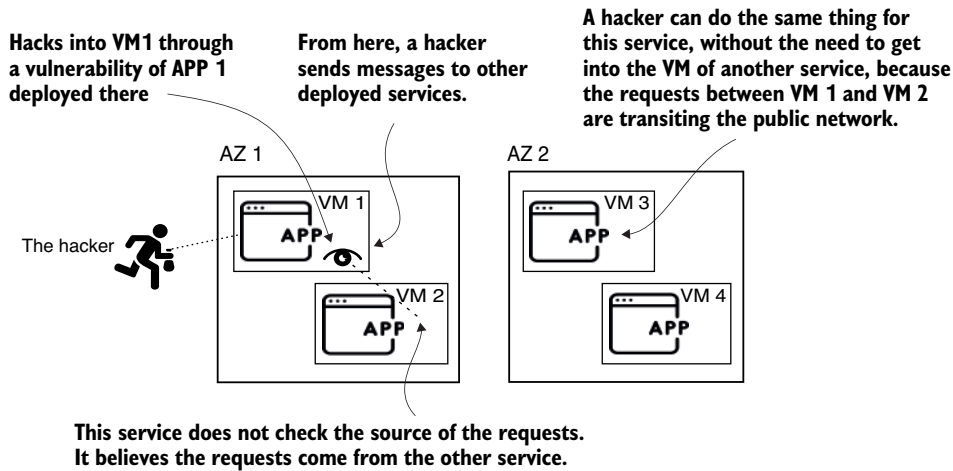 Hacks into VM1 through
a vulnerability of APP 1
deployed there
From here, a hacker
sends messages to other
deployed services.
A hacker can do the same thing for
this service, without the need to get
into the VM of another service, because
the requests between VM 1 and VM 2
are transiting the public network.
AZ 1
AZ 2
The hacker
VM 1
APP
VM 2
APP
VM 3
APP
VM 4
APP
This service does not check the source of the requests.
It believes the requests come from the other service.